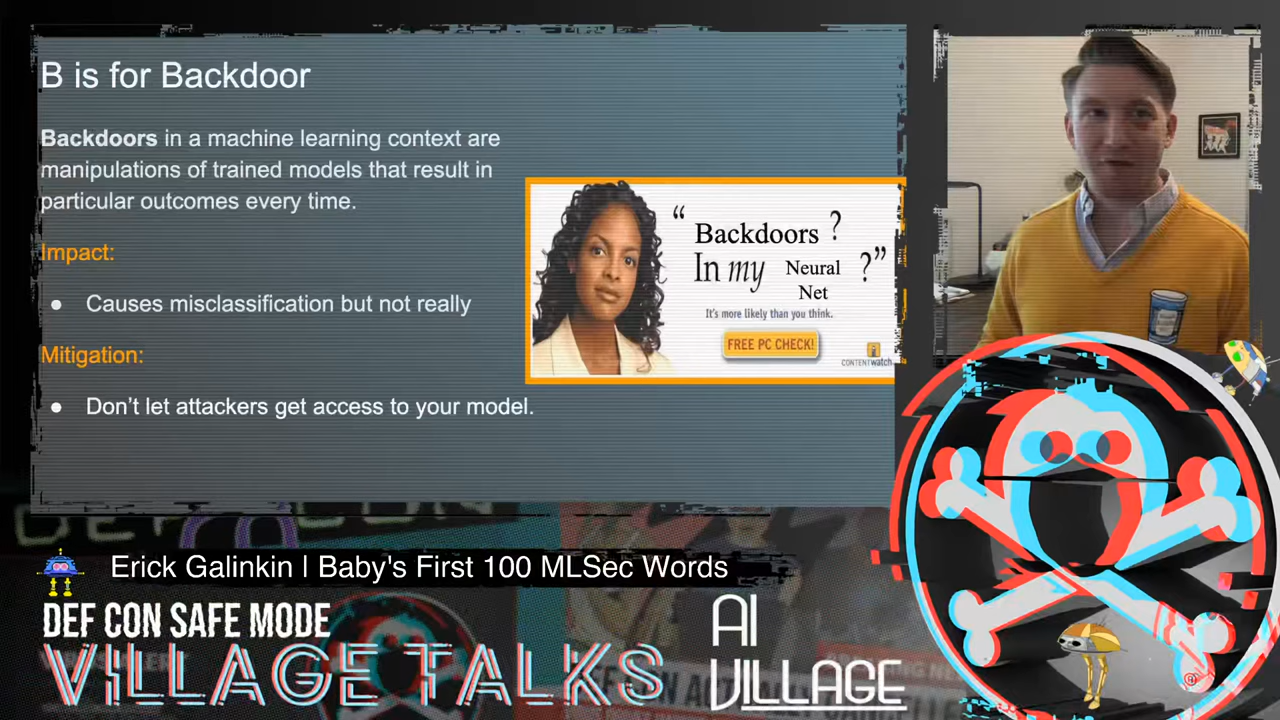 B is for Backdoor
Backdoors in a machine learning context are
manipulations of trained models that result in
particular outcomes every time.
Impact:
● Causes misclassification but not really
Mitigation:
● Don't let attackers get access to your model.
“ Backdoors ?
In my Neural ?”
Net
It's more likely than you think.
FREE PC CHECK!
CONTENTwatch
Erick Galinkin | Baby's First 100 MLSec Words
DEF CON SAFE MODE
VILLAGE TALKS
AI
VILLAGE